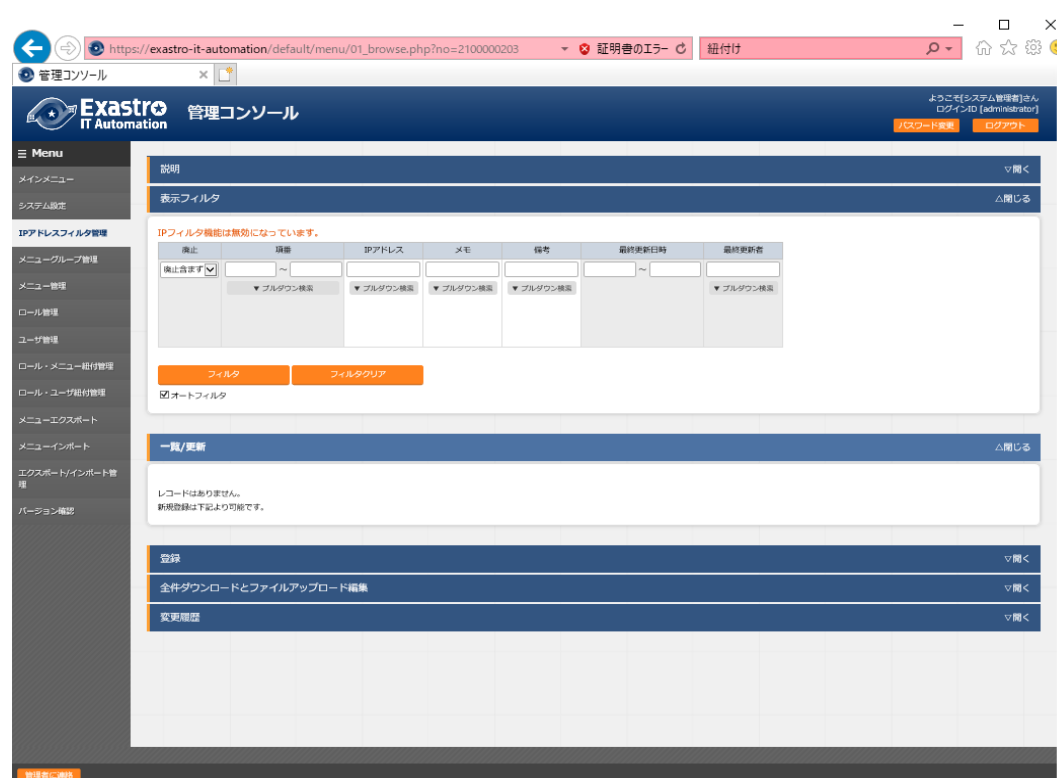 https://exastro-it-automation/default/menu/01_browse.php?no=2100000203
証明書のエラー
紐付け
管理コンソール
Exastro
IT Automation
管理コンソール
ようこそ[システム管理者]さん
ログインID [administrator]
パスワード変更
ログアウト
Menu
メインメニュー
システム設定
IPアドレスフィルタ管理
メニューグループ管理
メニュー管理
ロール管理
ユーザ管理
ロール・メニュー紐付管理
ロール・ユーザ紐付管理
メニューエクスポート
メニューインポート
エクスポート/インポート管
理
バージョン確認
説明
▽開く
表示フィルタ
△閉じる
IPフィルタ機能は無効になっています。
廃止 項番 IPアドレス メモ 備考 最終更新日時 最終更新者
廃止含まず ～ ～
▼ プルダウン検索 ▼ プルダウン検索 ▼ プルダウン検索 ▼ プルダウン検索 ▼ プルダウン検索
フィルタ
フィルタクリア
オートフィルタ
一覧/更新
△閉じる
レコードはありません。
新規登録は下記より可能です。
登録
▽開く
全件ダウンロードとファイルアップロード編集
▽開く
変更履歴
▽開く
管理者に連絡